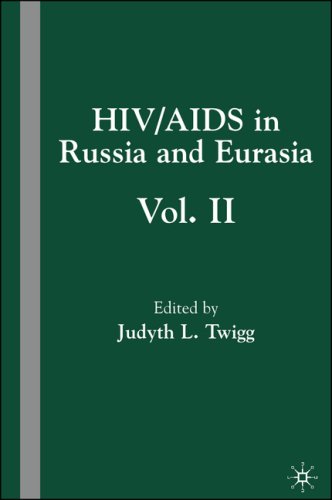 HIV/AIDS in
Russia and Eurasia
Vol. II
Edited by
Judyth L. Twigg